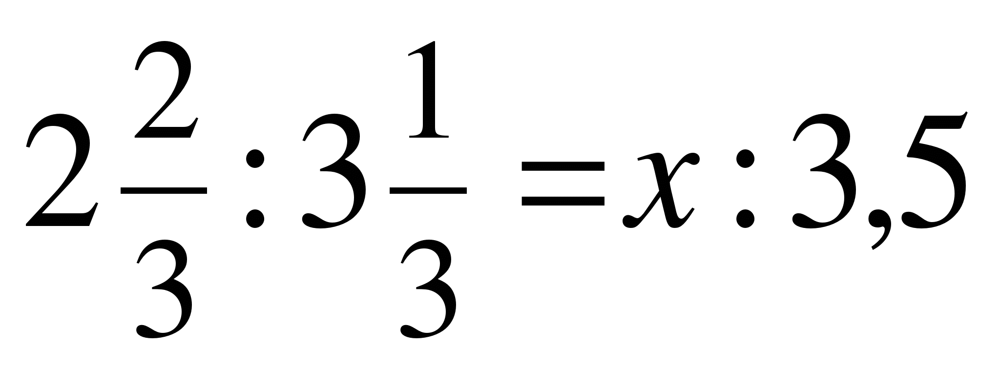 2 2/3 : 3 1/3 = x : 3,5